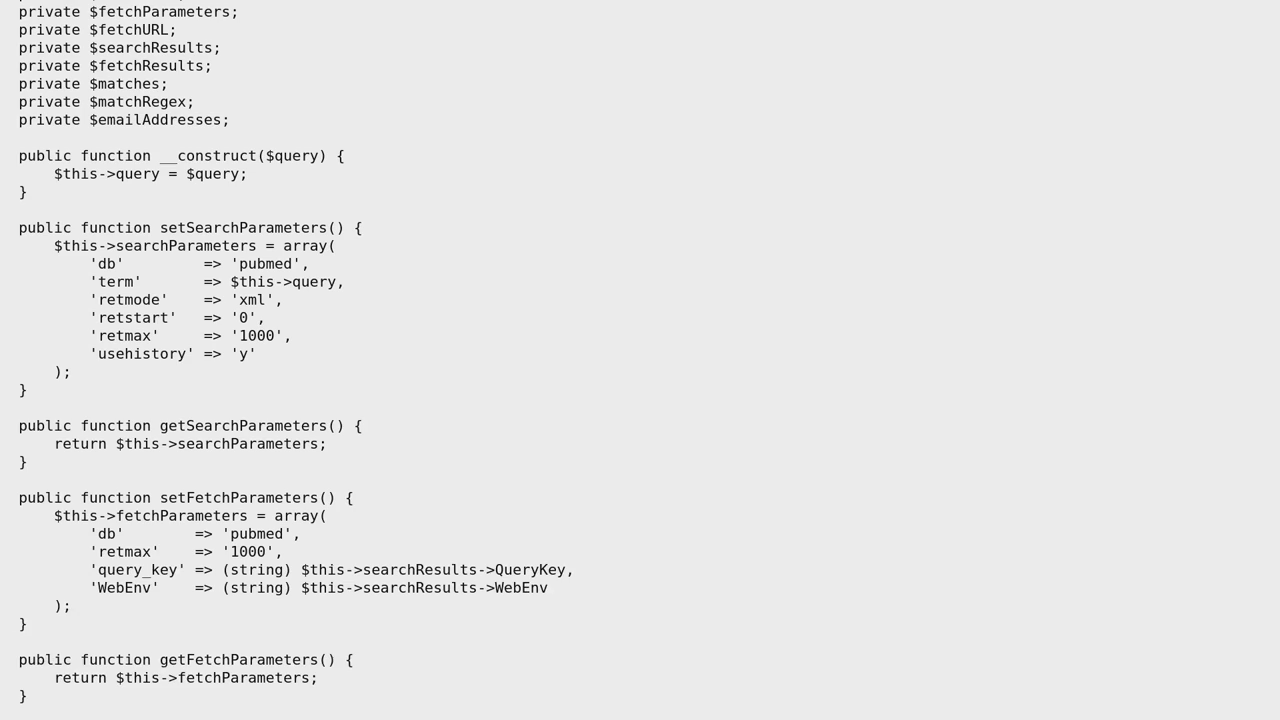 private $fetchParameters;
private $fetchURL;
private $searchResults;
private $fetchResults;
private $matches;
private $matchRegex;
private $emailAddresses;

public function __construct($query) {
    $this->query = $query;
}

public function setSearchParameters() {
    $this->searchParameters = array(
        'db'         => 'pubmed',
        'term'       => $this->query,
        'retmode'    => 'xml',
        'retstart'   => '0',
        'retmax'     => '1000',
        'usehistory' => 'y'
    );
}

public function getSearchParameters() {
    return $this->searchParameters;
}

public function setFetchParameters() {
    $this->fetchParameters = array(
        'db'        => 'pubmed',
        'retmax'    => '1000',
        'query_key' => (string) $this->searchResults->QueryKey,
        'WebEnv'    => (string) $this->searchResults->WebEnv
    );
}

public function getFetchParameters() {
    return $this->fetchParameters;
}